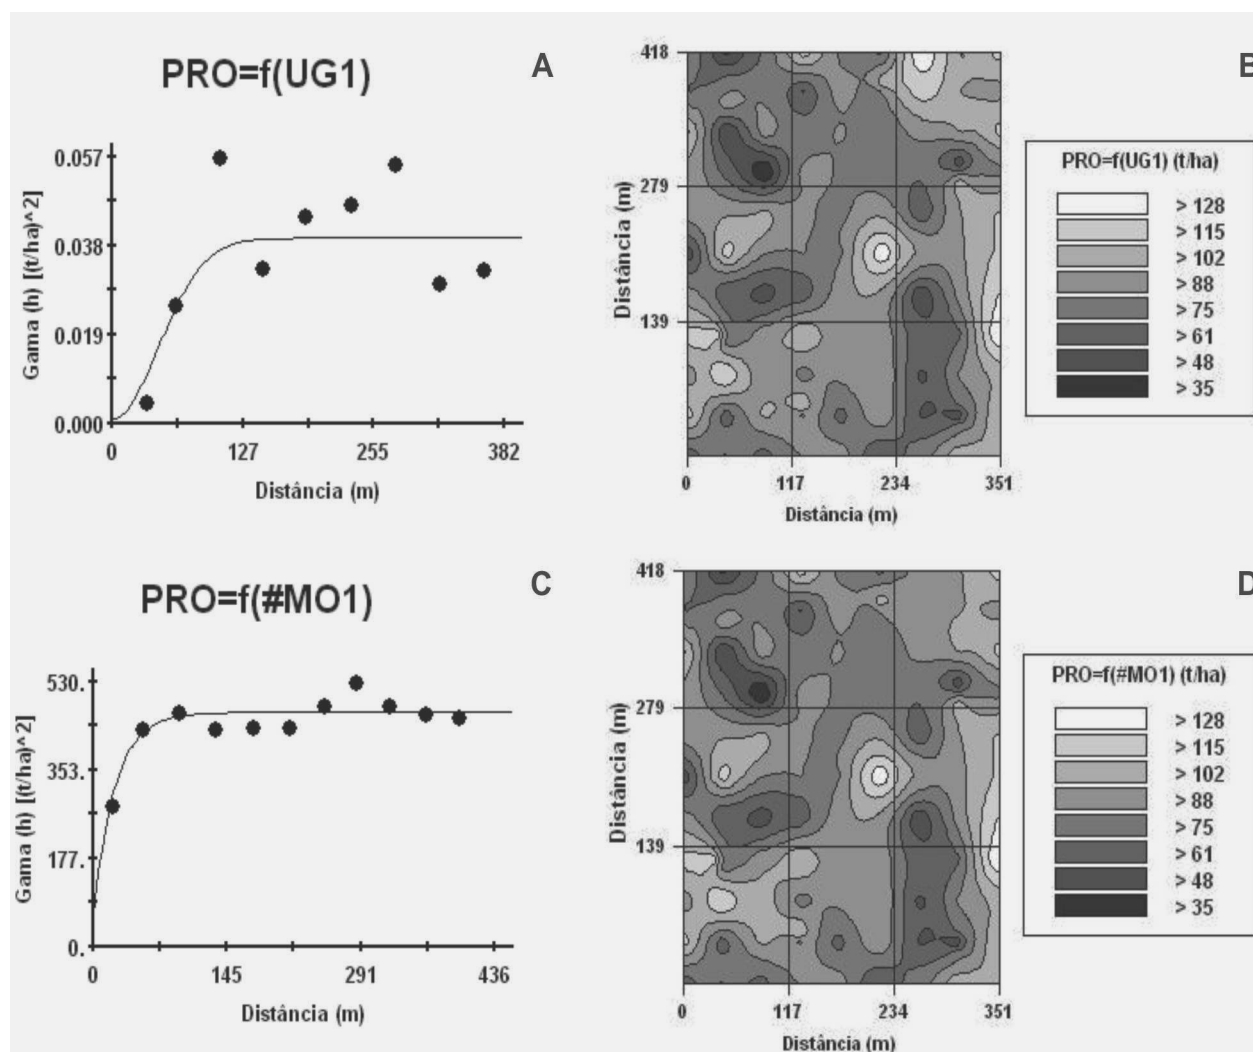 PRO=f(UG1)
A
Gama (h) [(t/ha)^2]
0.057
0.038
0.019
0.000
0
127
255
382
Distância (m)
B
Distância (m)
418
279
139
0
117
234
351
Distância (m)
PRO=f(UG1) (t/ha)
> 128
> 115
> 102
> 88
> 75
> 61
> 48
> 35
PRO=f(#MO1)
C
Gama (h) [(t/ha)^2]
530.
353.
177.
0.
0
145
291
436
Distância (m)
D
Distância (m)
418
279
139
0
117
234
351
Distância (m)
PRO=f(#MO1) (t/ha)
> 128
> 115
> 102
> 88
> 75
> 61
> 48
> 35